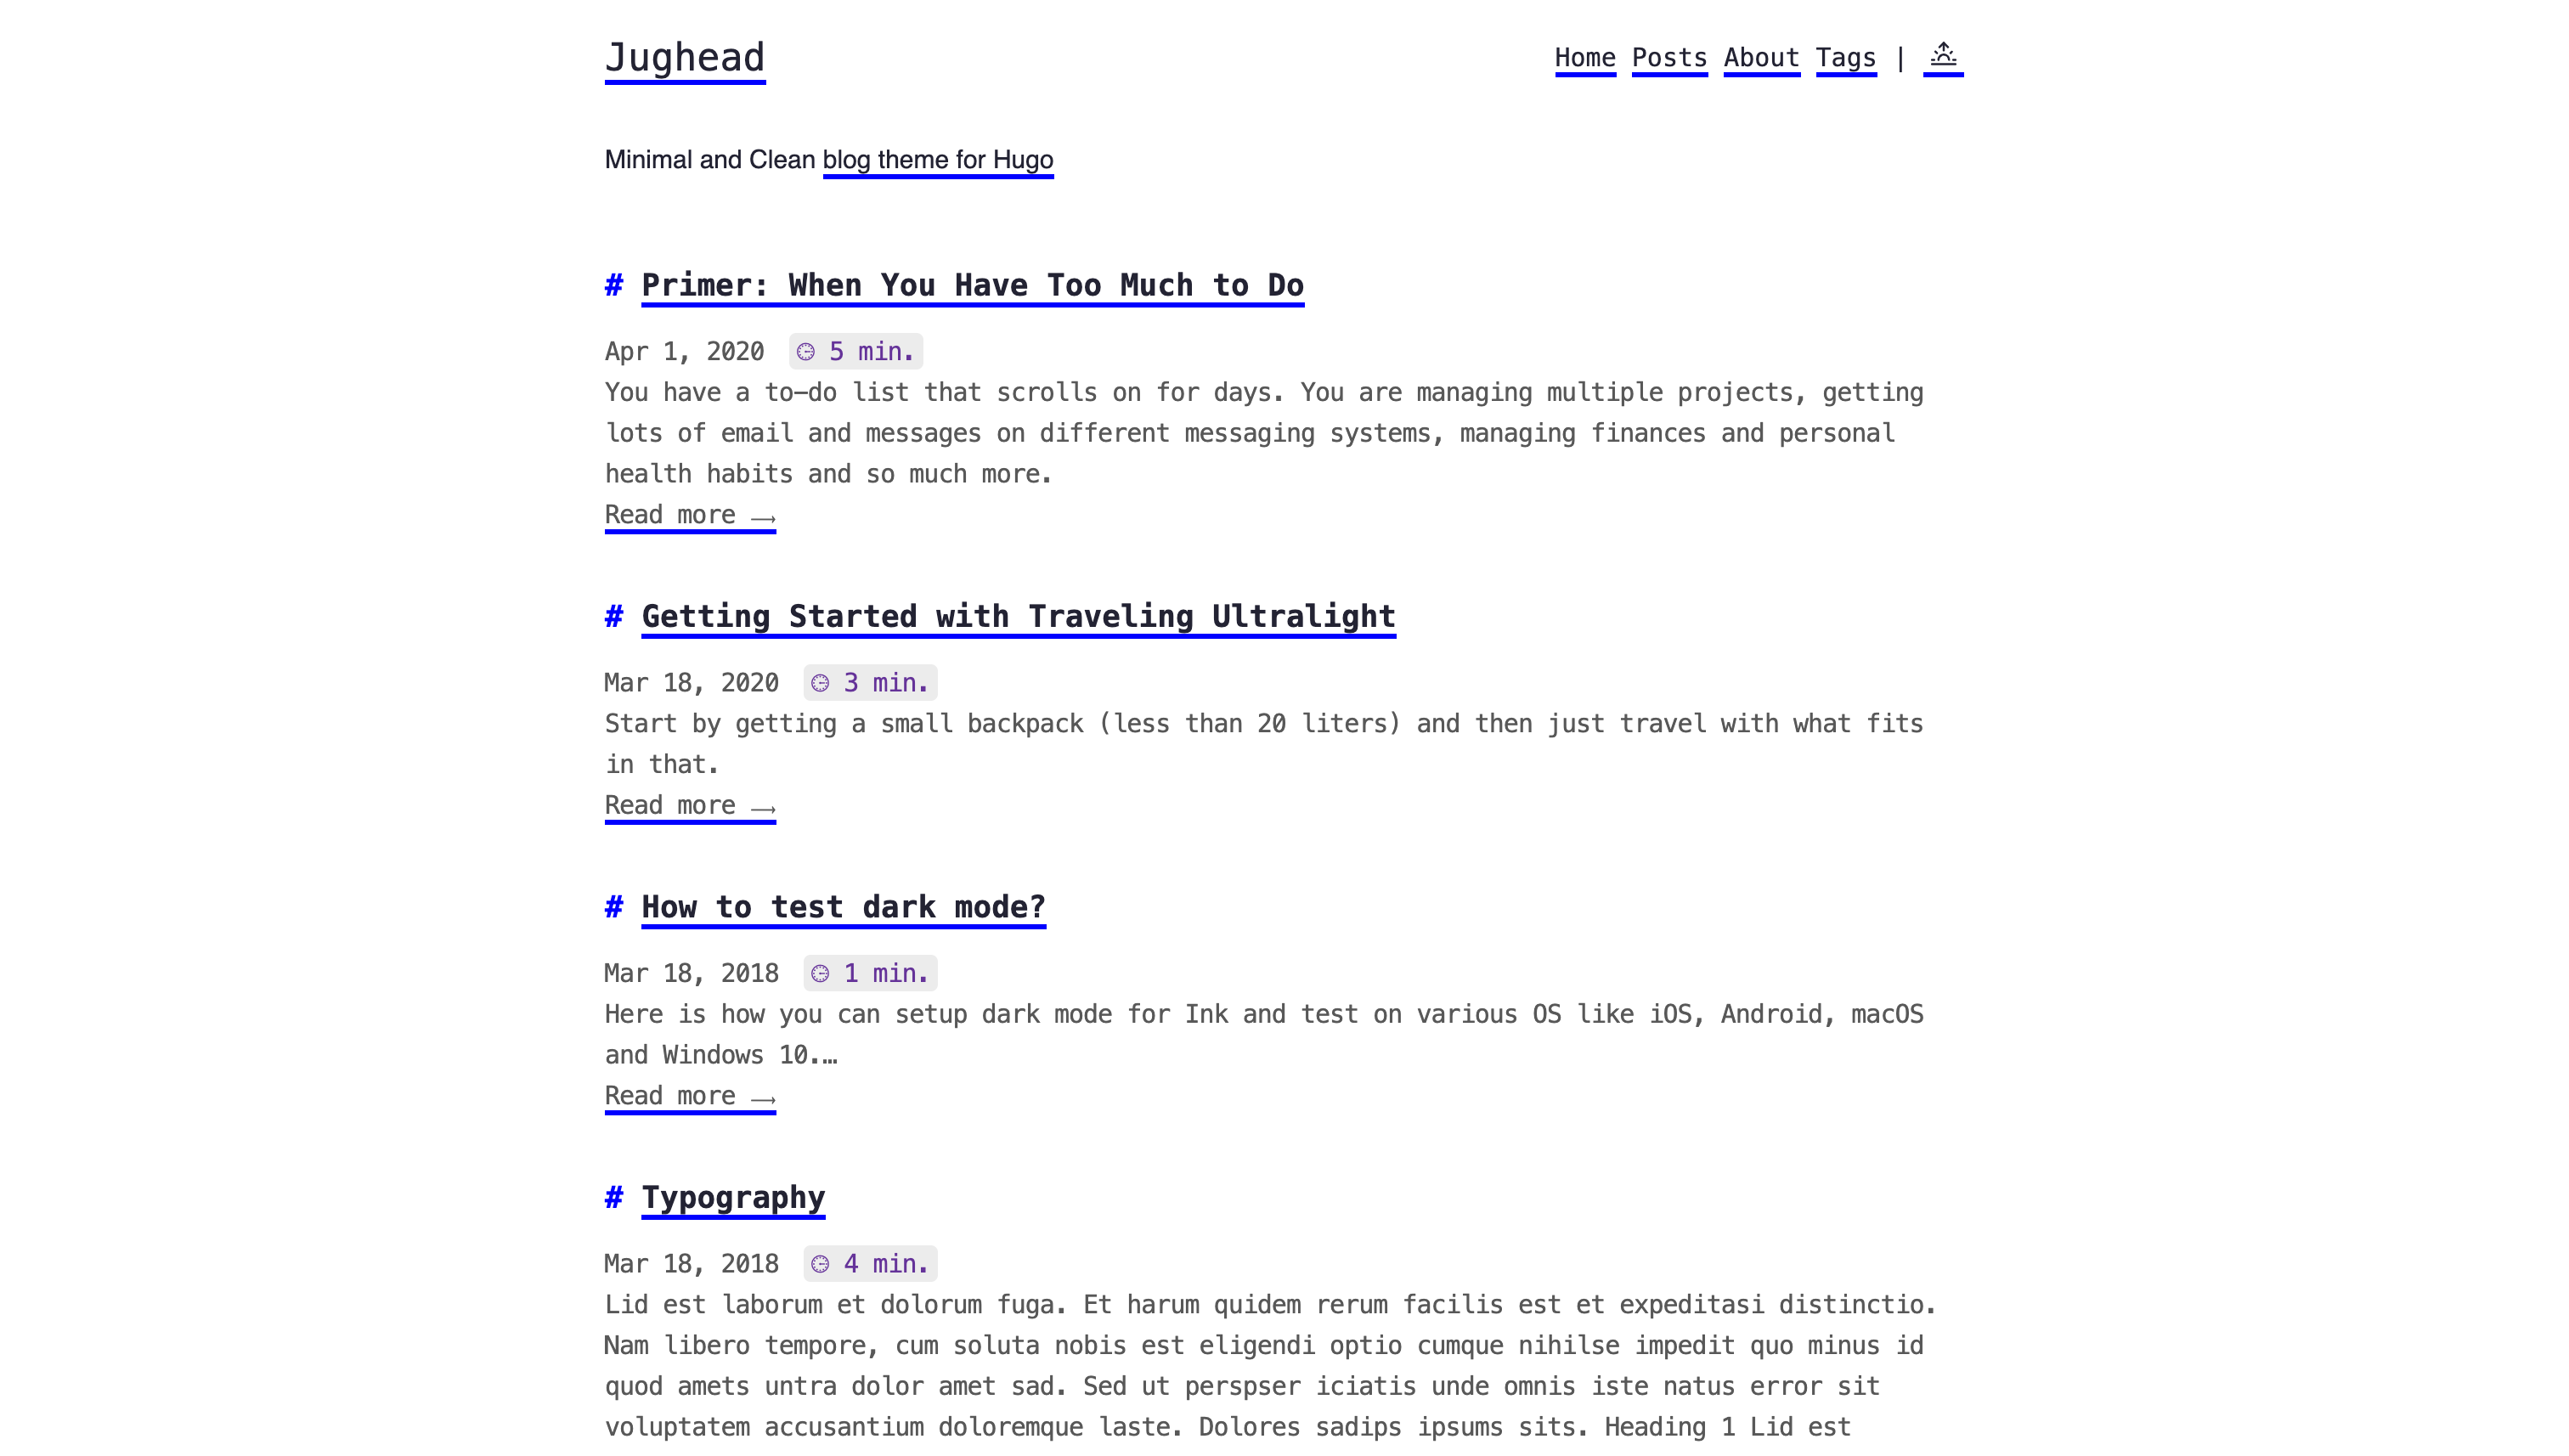 Jughead
Home Posts About Tags |
Minimal and Clean blog theme for Hugo
# Primer: When You Have Too Much to Do
Apr 1, 2020 5 min.
You have a to-do list that scrolls on for days. You are managing multiple projects, getting
lots of email and messages on different messaging systems, managing finances and personal
health habits and so much more.
Read more ⟶
# Getting Started with Traveling Ultralight
Mar 18, 2020 3 min.
Start by getting a small backpack (less than 20 liters) and then just travel with what fits
in that.
Read more ⟶
# How to test dark mode?
Mar 18, 2018 1 min.
Here is how you can setup dark mode for Ink and test on various OS like iOS, Android, macOS
and Windows 10.…
Read more ⟶
# Typography
Mar 18, 2018 4 min.
Lid est laborum et dolorum fuga. Et harum quidem rerum facilis est et expeditasi distinctio.
Nam libero tempore, cum soluta nobis est eligendi optio cumque nihilse impedit quo minus id
quod amets untra dolor amet sad. Sed ut perspser iciatis unde omnis iste natus error sit
voluptatem accusantium doloremque laste. Dolores sadips ipsums sits. Heading 1 Lid est